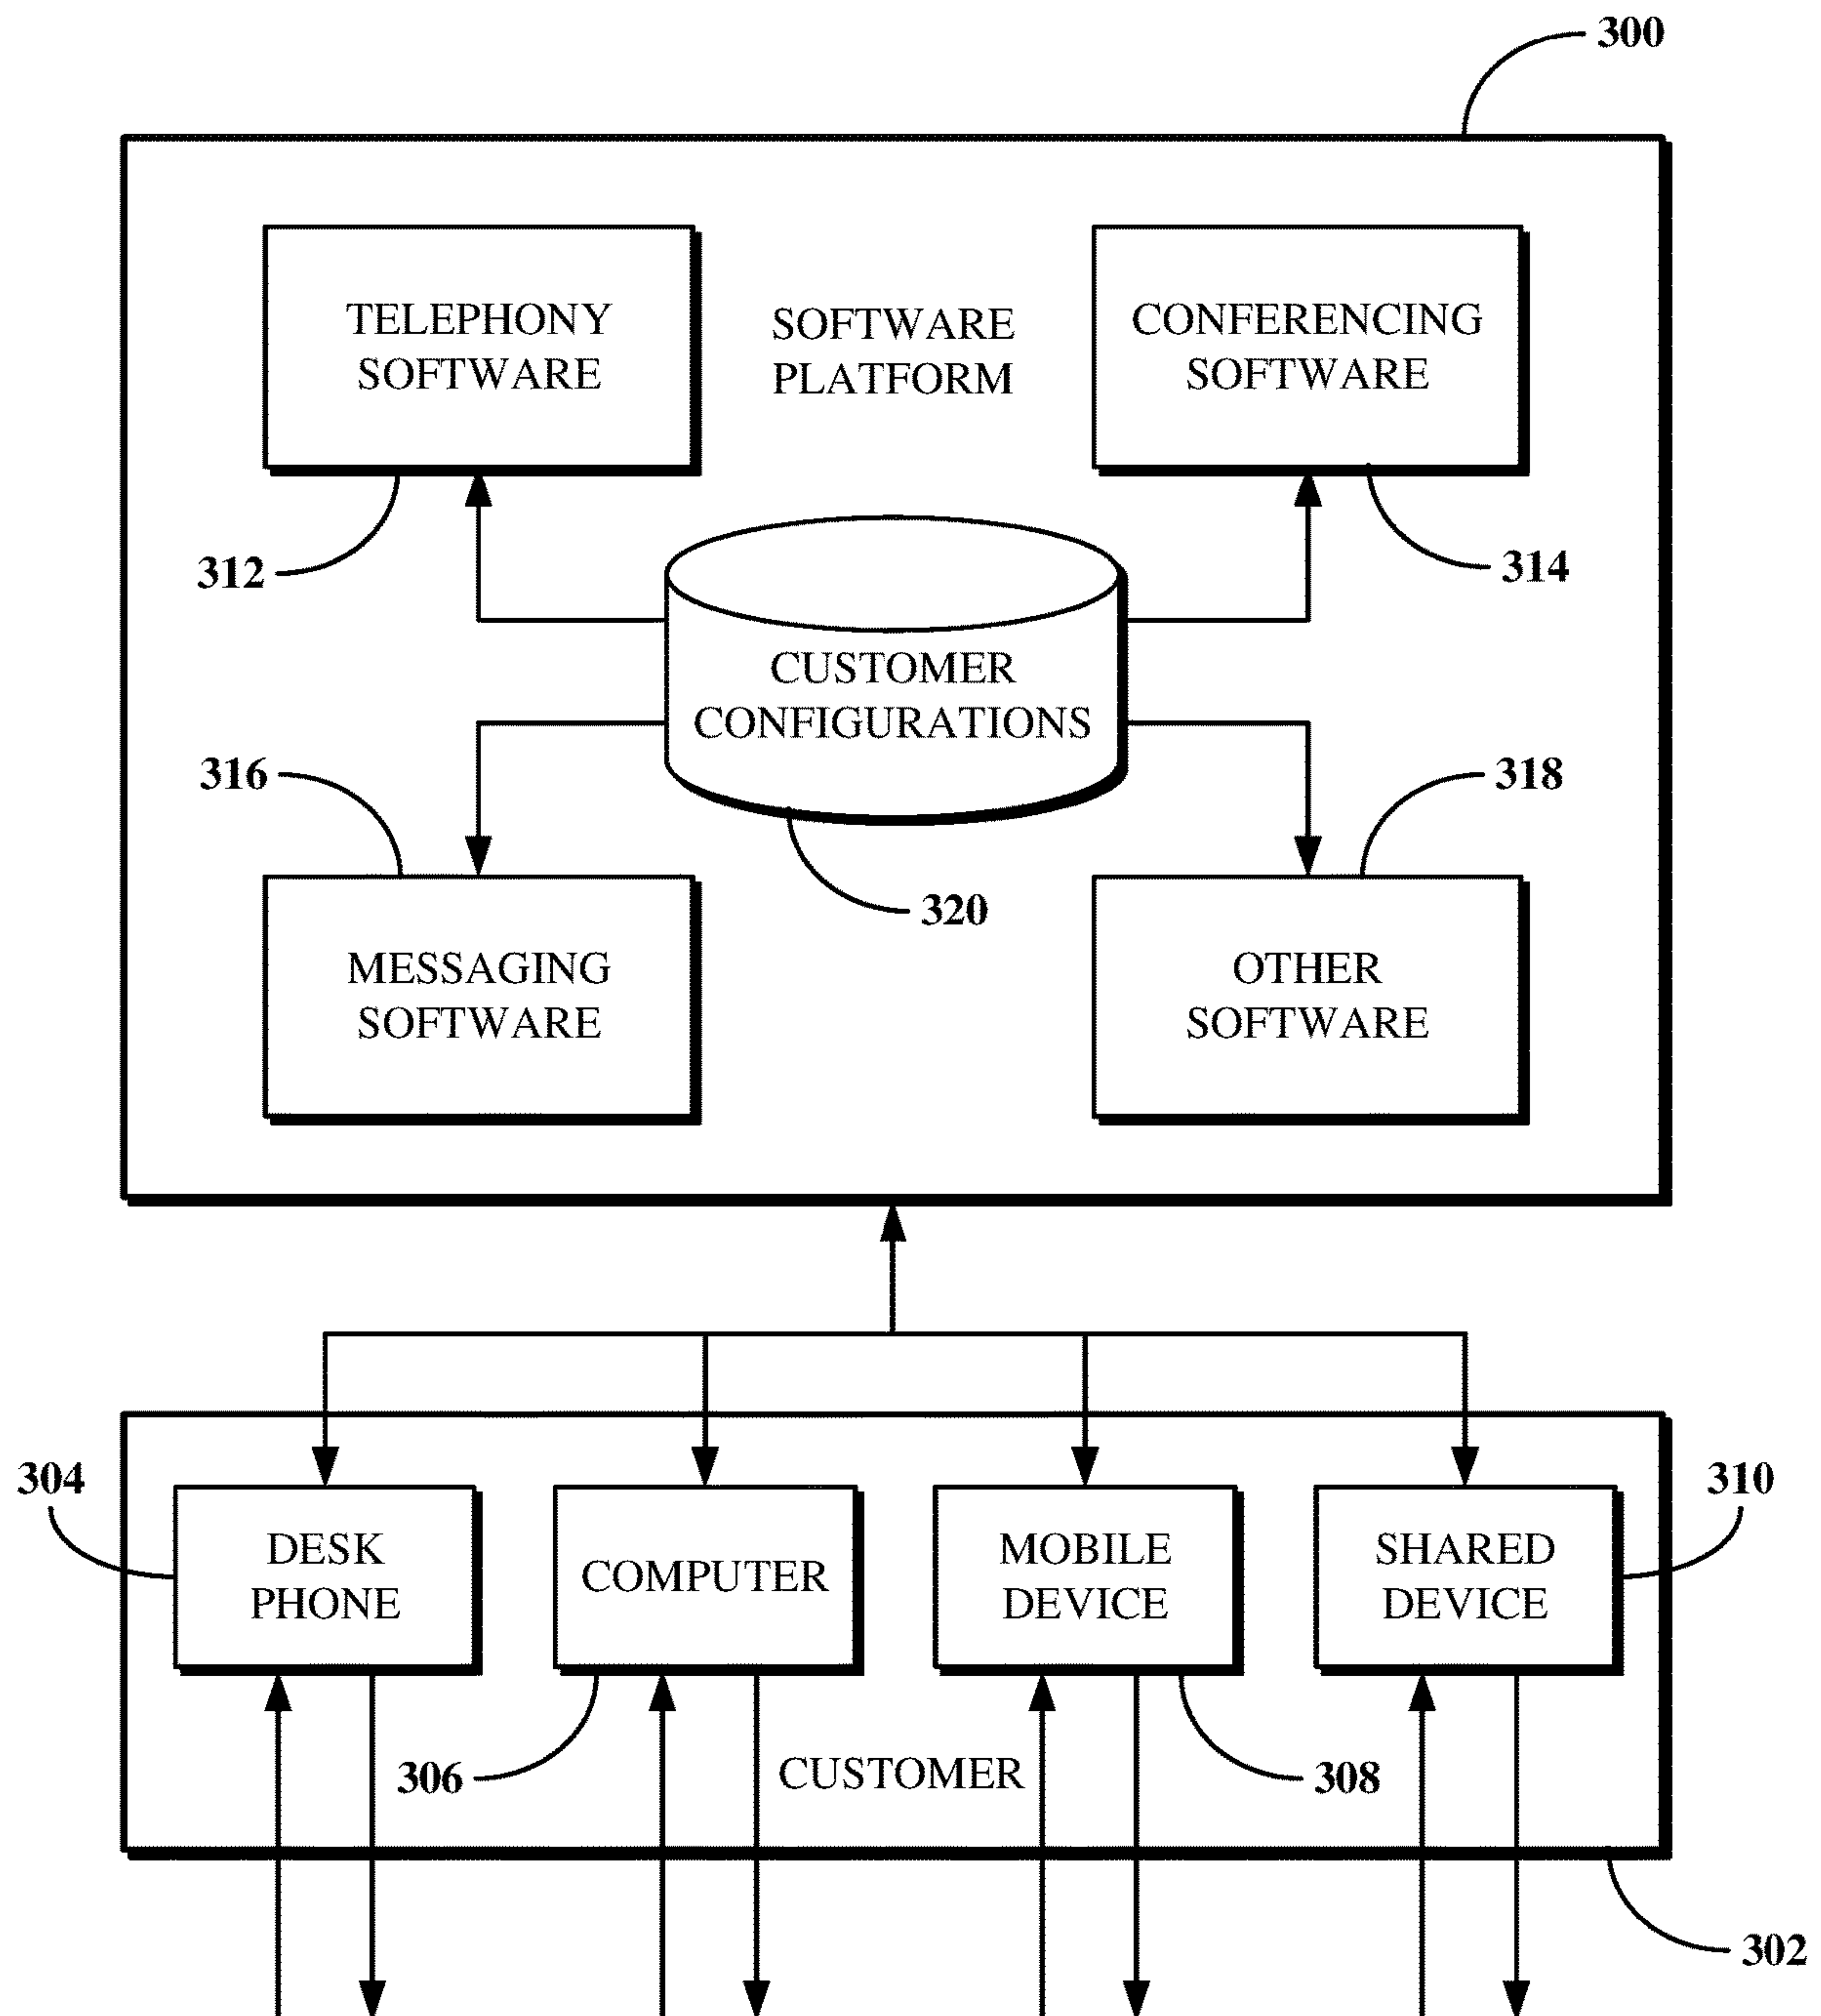 300
TELEPHONY
SOFTWARE
SOFTWARE
PLATFORM
CONFERENCING
SOFTWARE
312
314
CUSTOMER
CONFIGURATIONS
316
318
320
MESSAGING
SOFTWARE
OTHER
SOFTWARE
304
310
DESK
PHONE
COMPUTER
MOBILE
DEVICE
SHARED
DEVICE
306
CUSTOMER
308
302